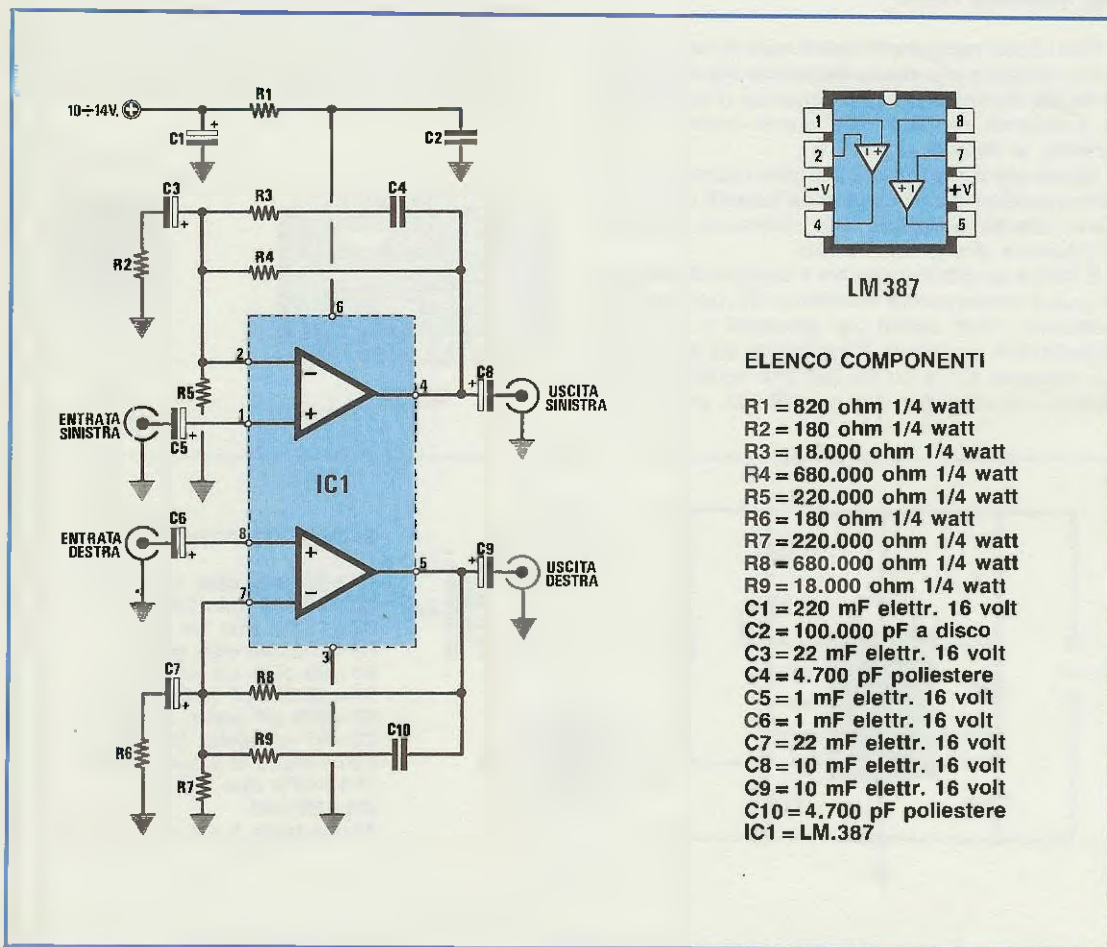 10÷14V.
R1
C1
+
C2
C3
+
R3
C4
R2
R4
6
2
−
4
C8
+
USCITA
SINISTRA
R5
ENTRATA
SINISTRA
C5
+
1
+
IC1
ENTRATA
DESTRA
C6
+
8
+
5
C9
+
USCITA
DESTRA
7
−
3
C7
+
R8
R6
R9
C10
R7
1
8
2
7
−V
+V
4
5
+
−
LM387
ELENCO COMPONENTI
R1 = 820 ohm 1/4 watt
R2 = 180 ohm 1/4 watt
R3 = 18.000 ohm 1/4 watt
R4 = 680.000 ohm 1/4 watt
R5 = 220.000 ohm 1/4 watt
R6 = 180 ohm 1/4 watt
R7 = 220.000 ohm 1/4 watt
R8 = 680.000 ohm 1/4 watt
R9 = 18.000 ohm 1/4 watt
C1 = 220 mF elettr. 16 volt
C2 = 100.000 pF a disco
C3 = 22 mF elettr. 16 volt
C4 = 4.700 pF poliestere
C5 = 1 mF elettr. 16 volt
C6 = 1 mF elettr. 16 volt
C7 = 22 mF elettr. 16 volt
C8 = 10 mF elettr. 16 volt
C9 = 10 mF elettr. 16 volt
C10 = 4.700 pF poliestere
IC1 = LM.387